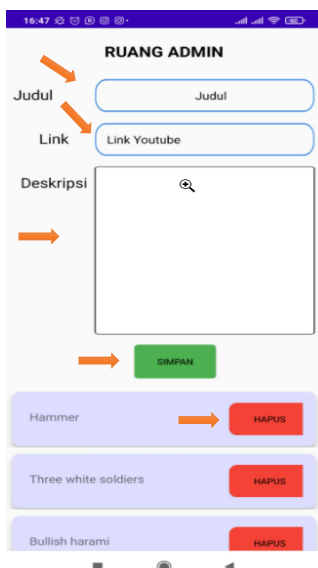 16:47
RUANG ADMIN
Judul Judul
Link Link Youtube
Deskripsi
SIMPAN
Hammer HAPUS
Three white soldiers HAPUS
Bullish harami HAPUS